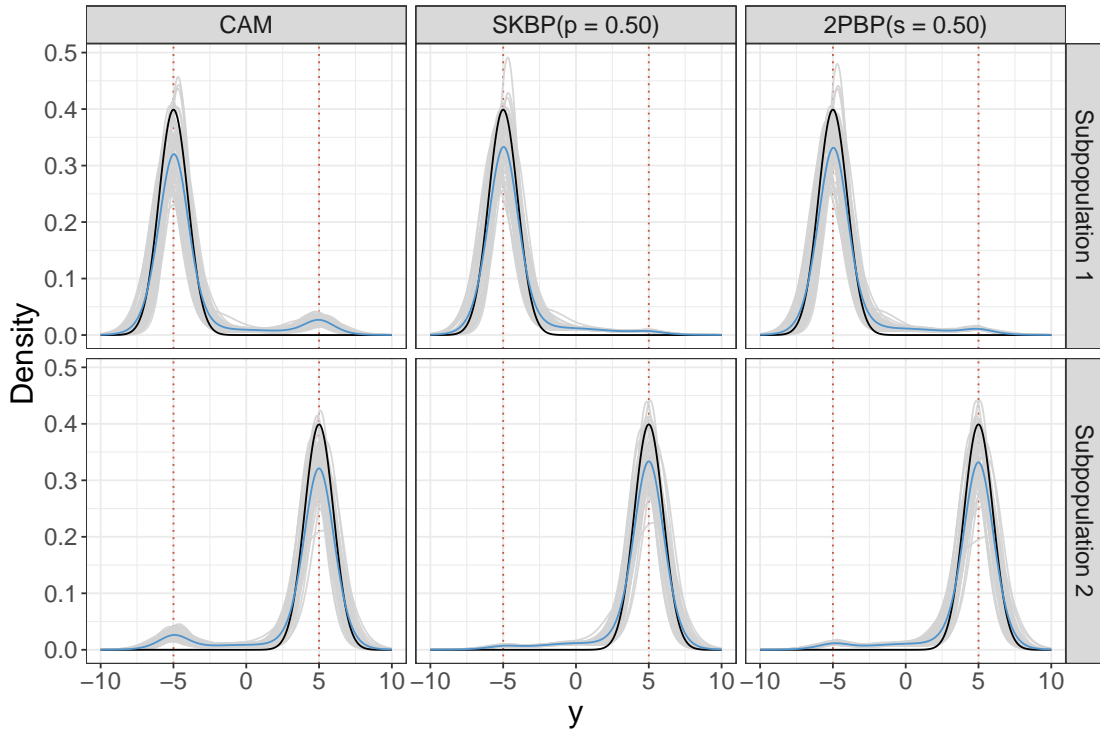 CAM
SKBP(p = 0.50)
2PBP(s = 0.50)
0.5
0.4
0.3
0.2
0.1
0.0
Subpopulation 1
Density
0.5
0.4
0.3
0.2
0.1
0.0
Subpopulation 2
−10 −5 0 5 10
−10 −5 0 5 10
−10 −5 0 5 10
y